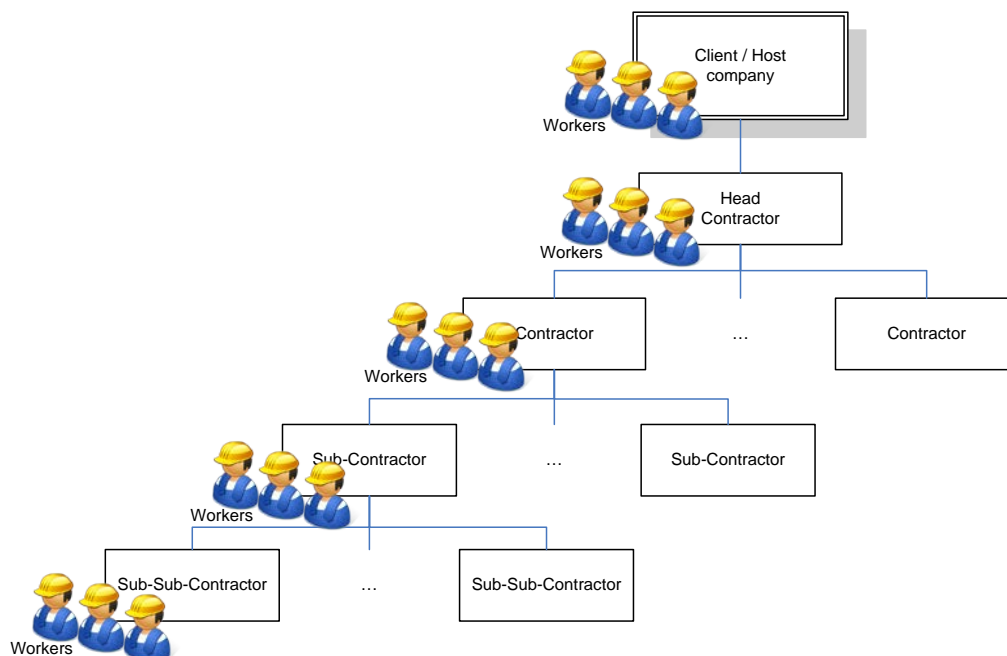 Client / Host
company
Workers
Head
Contractor
Workers
Contractor
…
Contractor
Workers
Sub-Contractor
…
Sub-Contractor
Workers
Sub-Sub-Contractor
…
Sub-Sub-Contractor
Workers